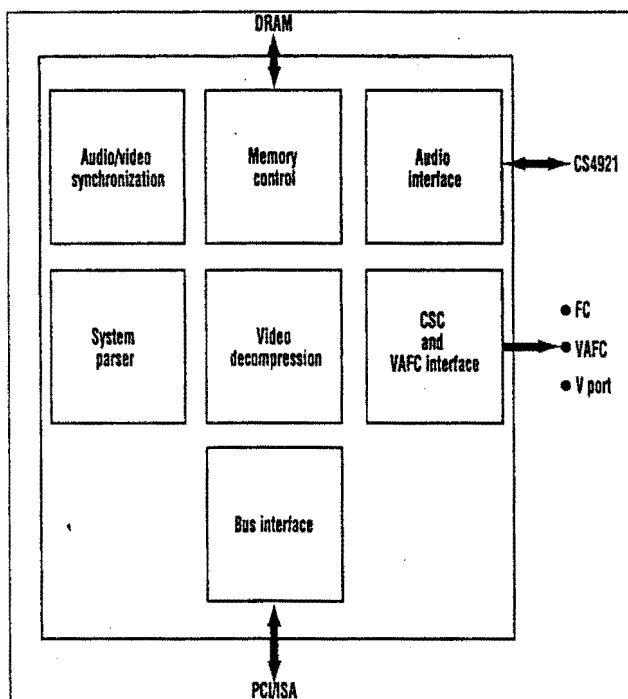 DRAM
Audio/video
synchronization
Memory
control
Audio
interface
CS4921
System
parser
Video
decompression
CSC
and
VAFC interface
● FC
● VAFC
● V port
Bus interface
PCI/ISA